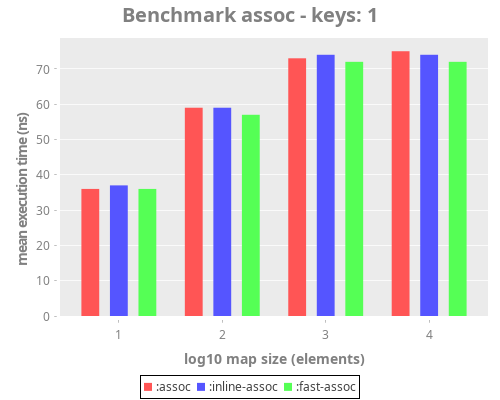 Benchmark assoc - keys: 1
mean execution time (ns)
70
60
50
40
30
20
10
0
1 2 3 4
log10 map size (elements)
:assoc :inline-assoc :fast-assoc